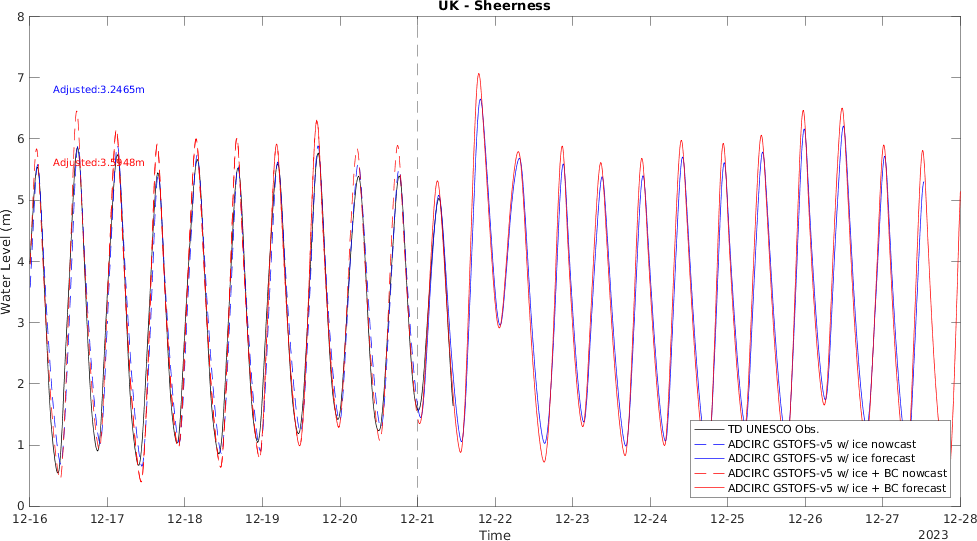 UK - Sheerness
8
7
6
5
4
3
2
1
0
Water Level (m)
Adjusted:3.2465m
Adjusted:3.5948m
TD UNESCO Obs.
ADCIRC GSTOFS-v5 w/ ice nowcast
ADCIRC GSTOFS-v5 w/ ice forecast
ADCIRC GSTOFS-v5 w/ ice + BC nowcast
ADCIRC GSTOFS-v5 w/ ice + BC forecast
12-16 12-17 12-18 12-19 12-20 12-21 12-22 12-23 12-24 12-25 12-26 12-27 12-28
Time
2023